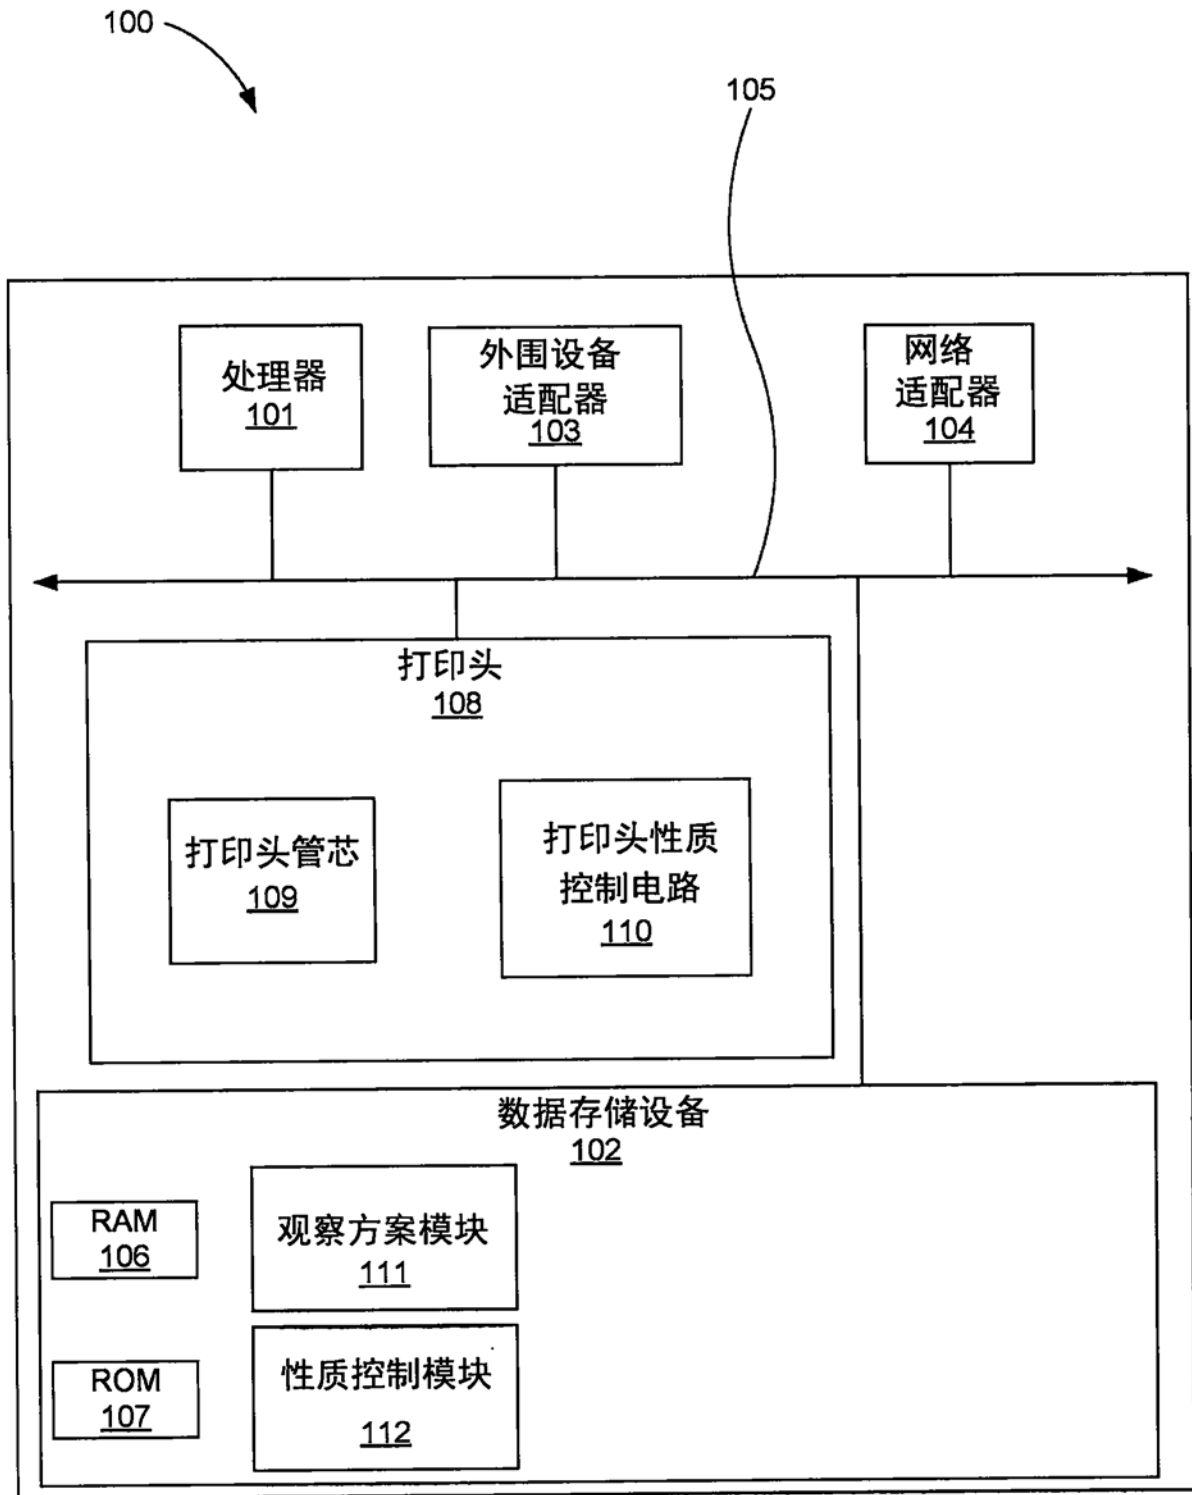 100
105
处理器
101
外围设备
适配器
103
网络
适配器
104
打印头
108
打印头管芯
109
打印头性质
控制电路
110
数据存储设备
102
RAM
106
观察方案模块
111
ROM
107
性质控制模块
112